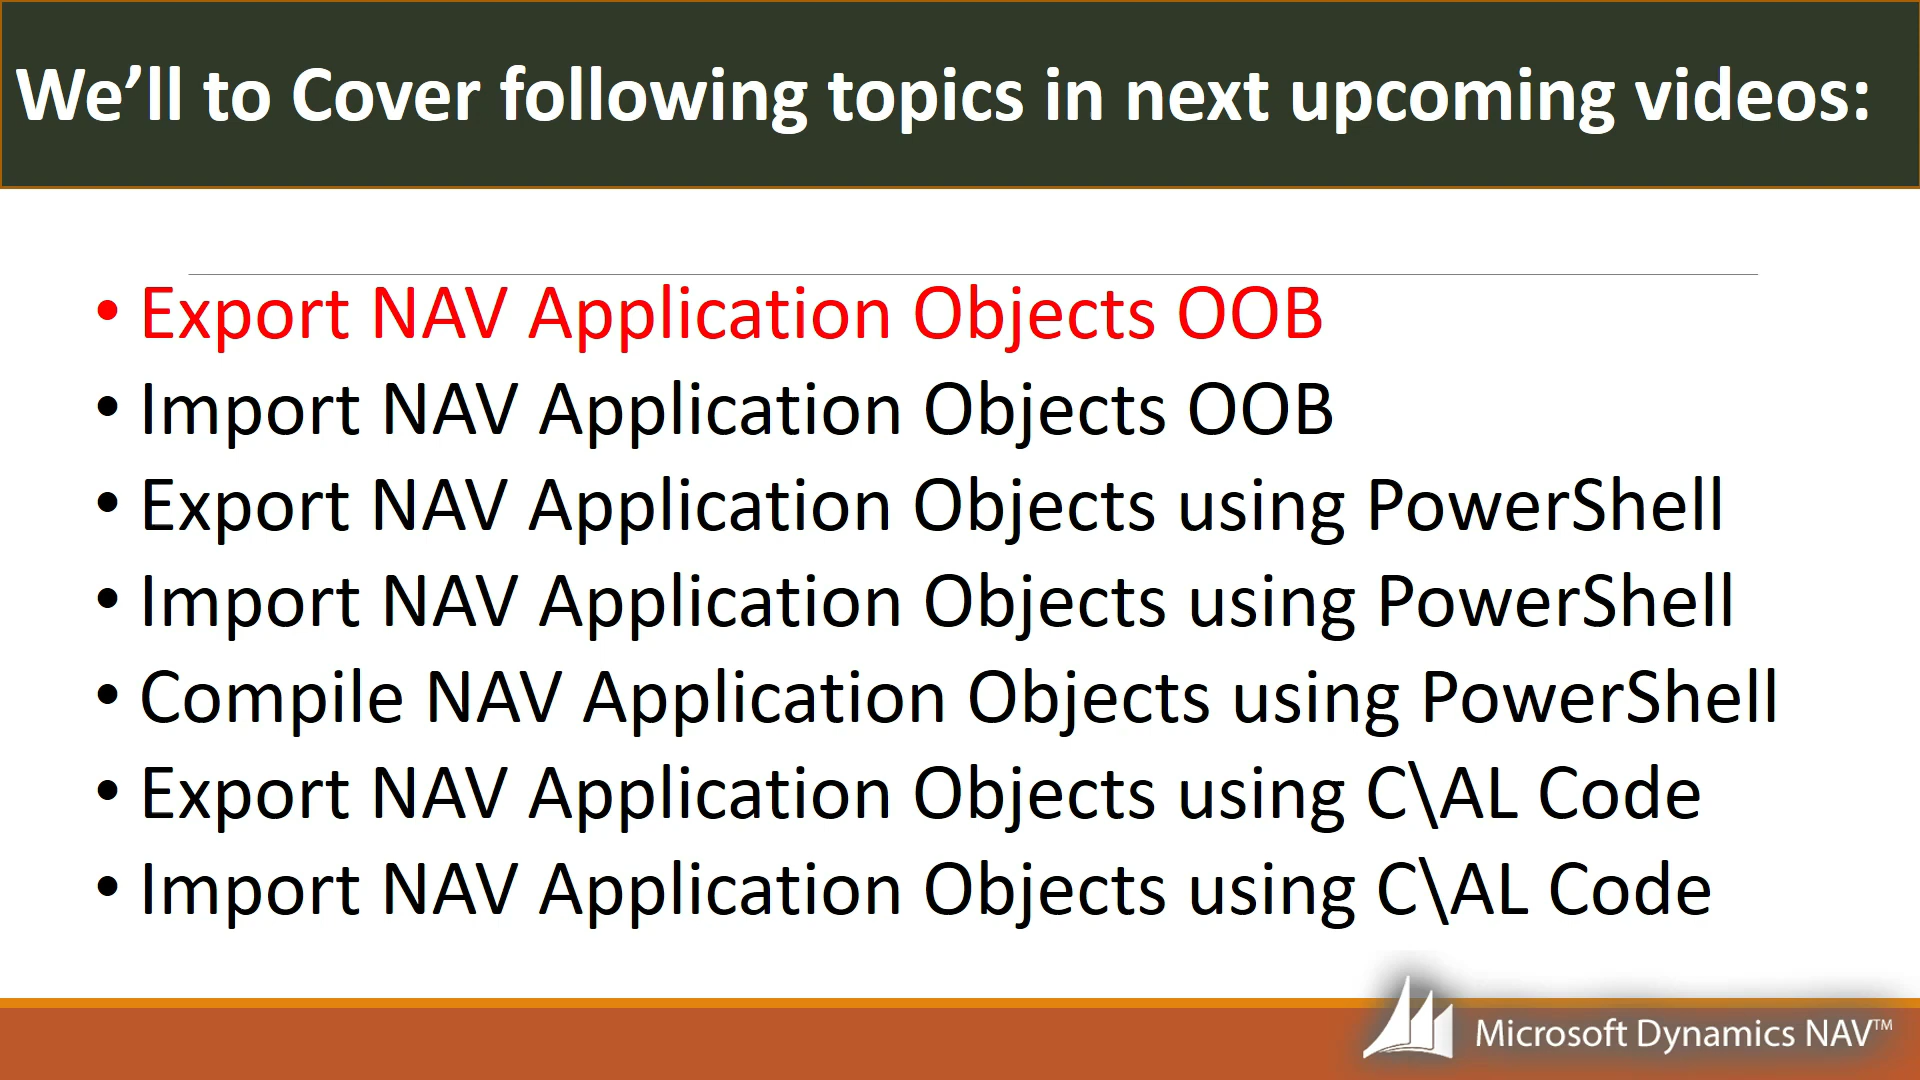 We’ll to Cover following topics in next upcoming videos:
• Export NAV Application Objects OOB
• Import NAV Application Objects OOB
• Export NAV Application Objects using PowerShell
• Import NAV Application Objects using PowerShell
• Compile NAV Application Objects using PowerShell
• Export NAV Application Objects using C\AL Code
• Import NAV Application Objects using C\AL Code
Microsoft Dynamics NAV™